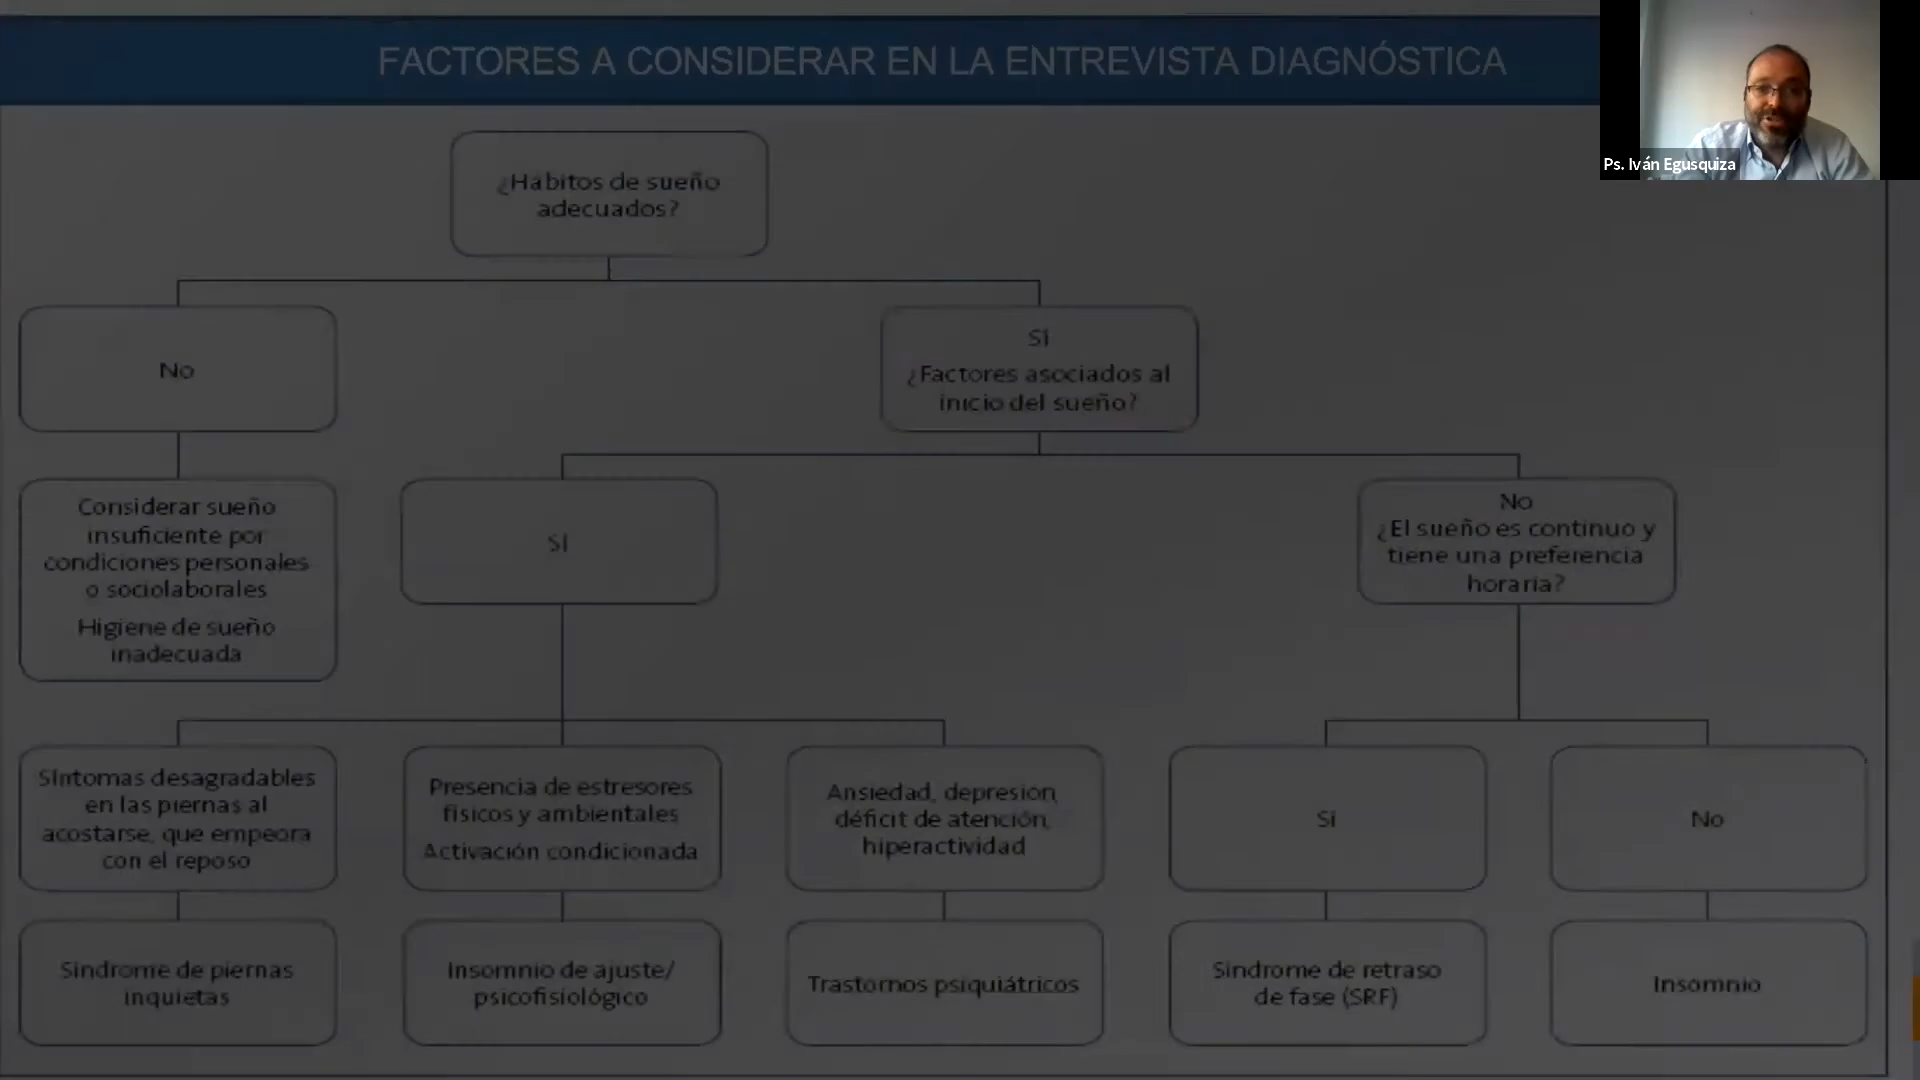 FACTORES A CONSIDERAR EN LA ENTREVISTA DIAGNÓSTICA
Ps. Iván Egusquiza
¿Hábitos de sueño
adecuados?
No
Sí
¿Factores asociados al
inicio del sueño?
Considerar sueño
insuficiente por
condiciones personales
o sociolaborales
Higiene de sueño
inadecuada
Sí
No
¿El sueño es continuo y
tiene una preferencia
horaria?
Síntomas desagradables
en las piernas al
acostarse, que empeora
con el reposo
Presencia de estresores
físicos y ambientales
Activación condicionada
Ansiedad, depresión,
déficit de atención,
hiperactividad
Sí
No
Síndrome de piernas
inquietas
Insomnio de ajuste/
psicofisiológico
Trastornos psiquiátricos
Síndrome de retraso
de fase (SRF)
Insomnio